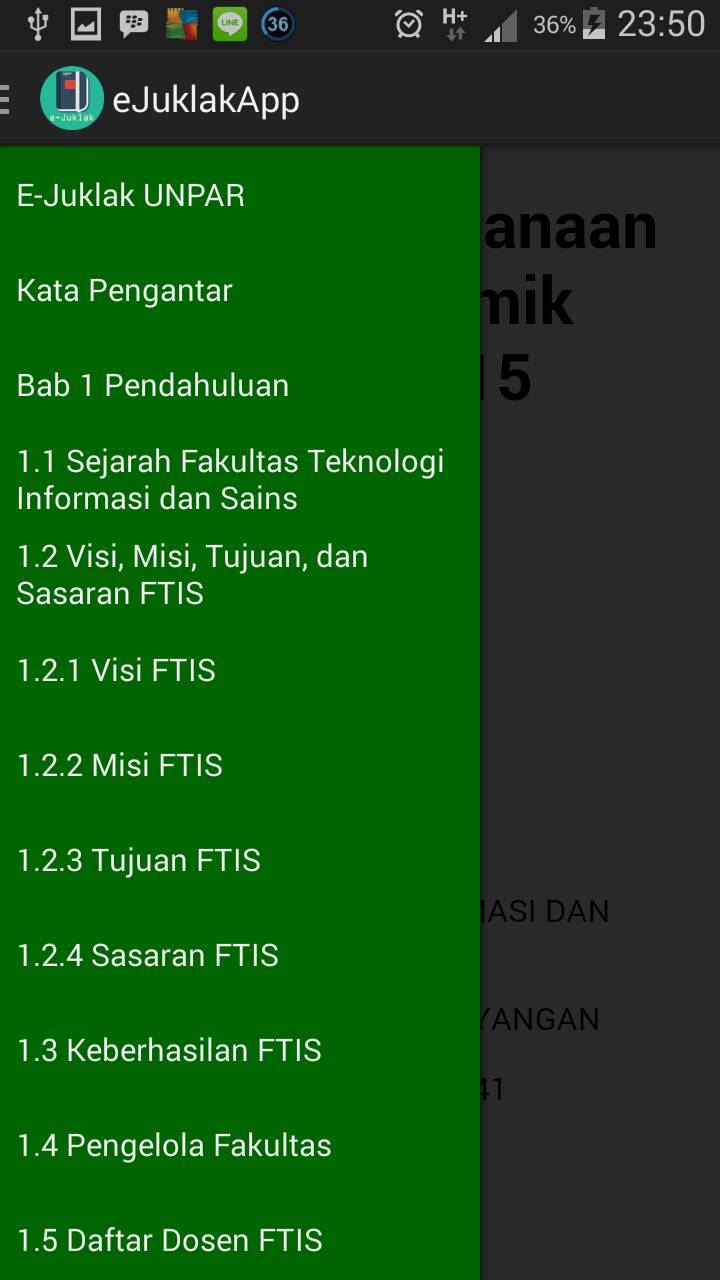 36
H+
36%
23:50
LINE
e-Juklak
eJuklakApp
E-Juklak UNPAR
Kata Pengantar
Bab 1 Pendahuluan
1.1 Sejarah Fakultas Teknologi
Informasi dan Sains
1.2 Visi, Misi, Tujuan, dan
Sasaran FTIS
1.2.1 Visi FTIS
1.2.2 Misi FTIS
1.2.3 Tujuan FTIS
1.2.4 Sasaran FTIS
1.3 Keberhasilan FTIS
1.4 Pengelola Fakultas
1.5 Daftar Dosen FTIS
anaan
mik
15
MASI DAN
YANGAN
41